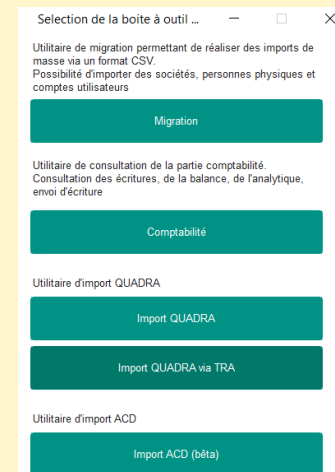 Selection de la boite à outil ...
Utilitaire de migration permettant de réaliser des imports de
masse via un format CSV.
Possibilité d'importer des sociétés, personnes physiques et
comptes utilisateurs
Migration
Utilitaire de consultation de la partie comptabilité.
Consultation des écritures, de la balance, de l'analytique,
envoi d'écriture
Comptabilité
Utilitaire d'import QUADRA
Import QUADRA
Import QUADRA via TRA
Utilitaire d'import ACD
Import ACD (bêta)